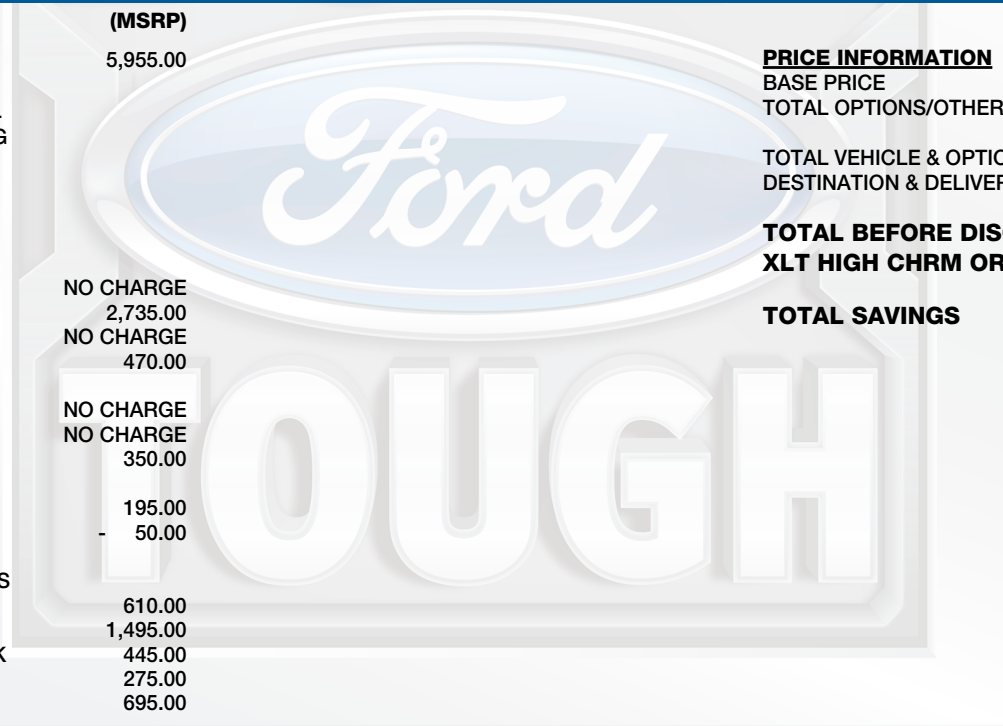 (MSRP)
5,955.00
G
NO CHARGE
2,735.00
NO CHARGE
470.00
NO CHARGE
NO CHARGE
350.00
195.00
- 50.00
S
610.00
1,495.00
K
445.00
275.00
695.00
Ford
TOUGH
PRICE INFORMATION
BASE PRICE
TOTAL OPTIONS/OTHER
TOTAL VEHICLE & OPTIO
DESTINATION & DELIVER
TOTAL BEFORE DIS
XLT HIGH CHRM OR
TOTAL SAVINGS